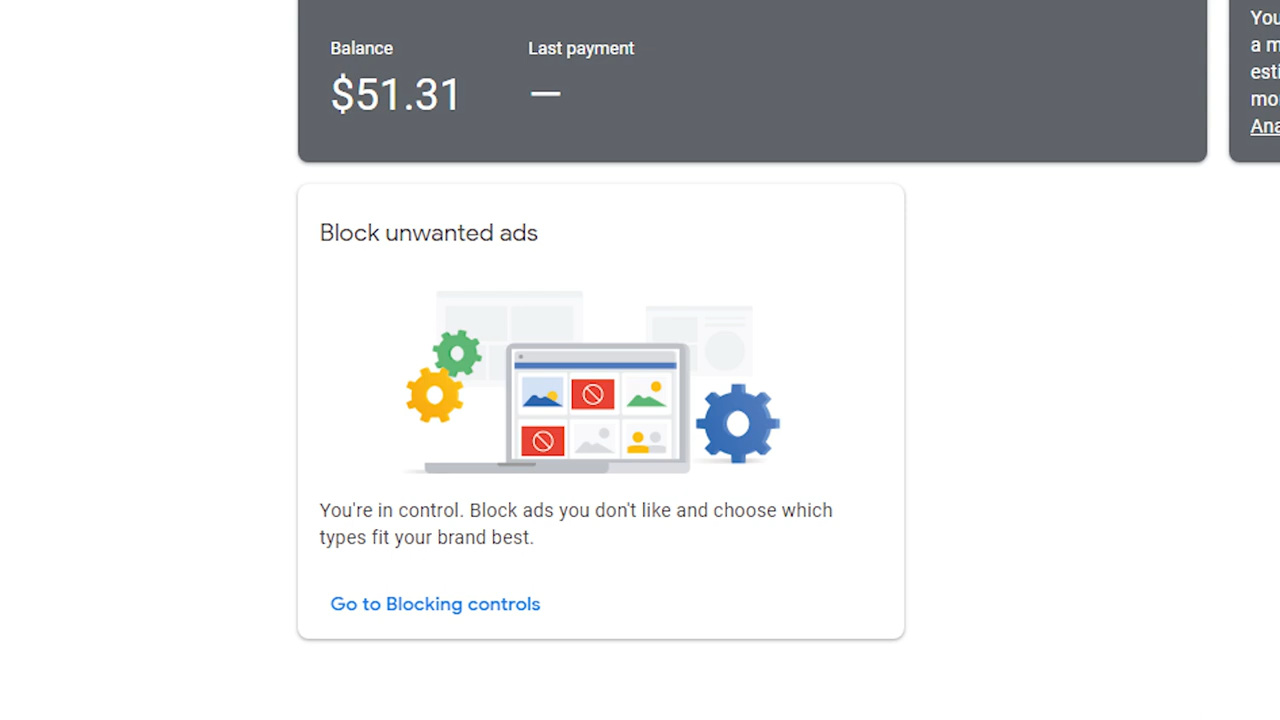 Balance
Last payment
$51.31
—
You
a m
esti
mo
Ana
Block unwanted ads
You're in control. Block ads you don't like and choose which
types fit your brand best.
Go to Blocking controls